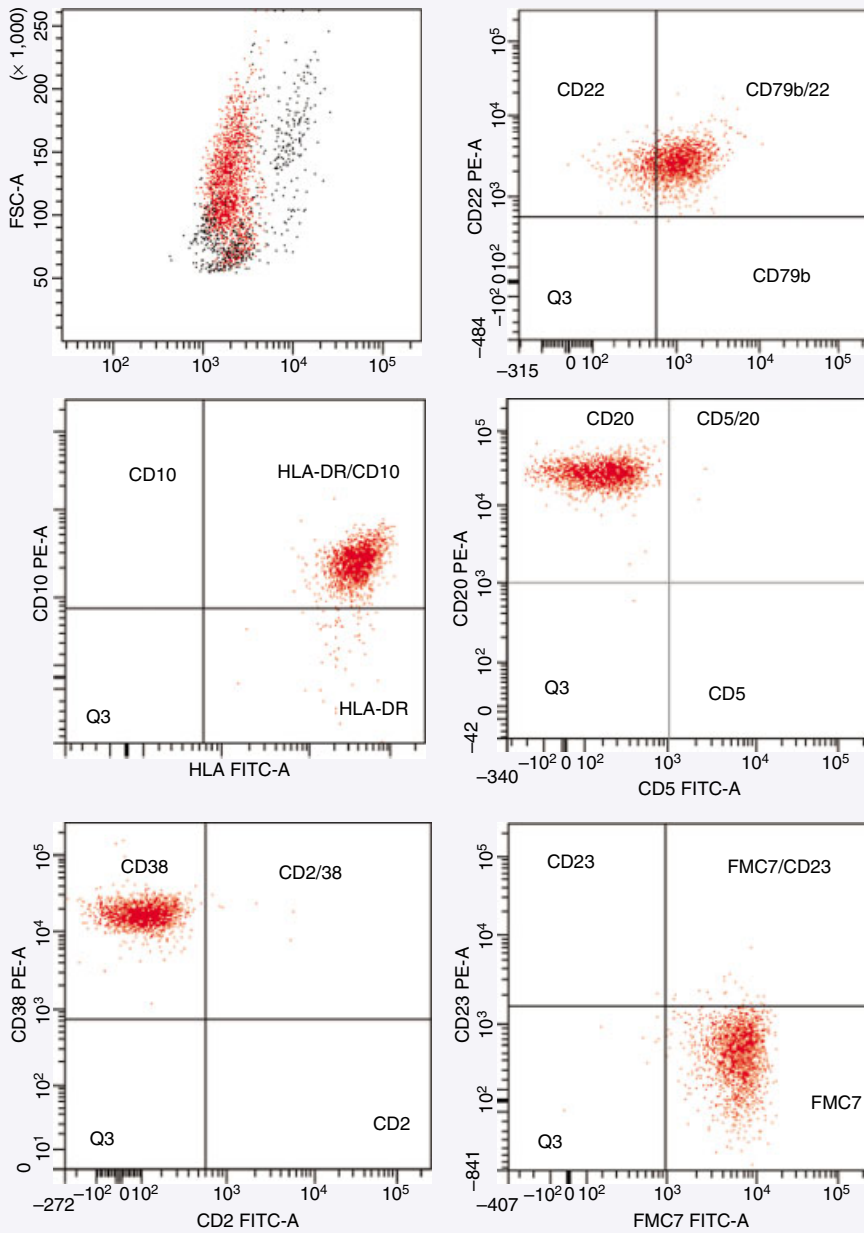 (× 1,000)
FSC-A
250
200
150
100
50
10² 10³ 10⁴ 10⁵
CD22 PE-A
10⁵
10⁴
10³
0 10²
−10²
−484
CD22 CD79b/22
Q3 CD79b
−315 0 10² 10³ 10⁴ 10⁵
CD10 PE-A
CD10 HLA-DR/CD10
Q3 HLA-DR
HLA FITC-A
CD20 PE-A
10⁵
10⁴
10³
10²
0
−42
CD20 CD5/20
Q3 CD5
−340 −10² 0 10² 10³ 10⁴ 10⁵
CD5 FITC-A
CD38 PE-A
10⁵
10⁴
10³
10²
10¹
0
CD38 CD2/38
Q3 CD2
−272 −10² 0 10² 10³ 10⁴ 10⁵
CD2 FITC-A
CD23 PE-A
10⁵
10⁴
10³
10²
−841
CD23 FMC7/CD23
Q3 FMC7
−407 −10² 0 10² 10³ 10⁴ 10⁵
FMC7 FITC-A